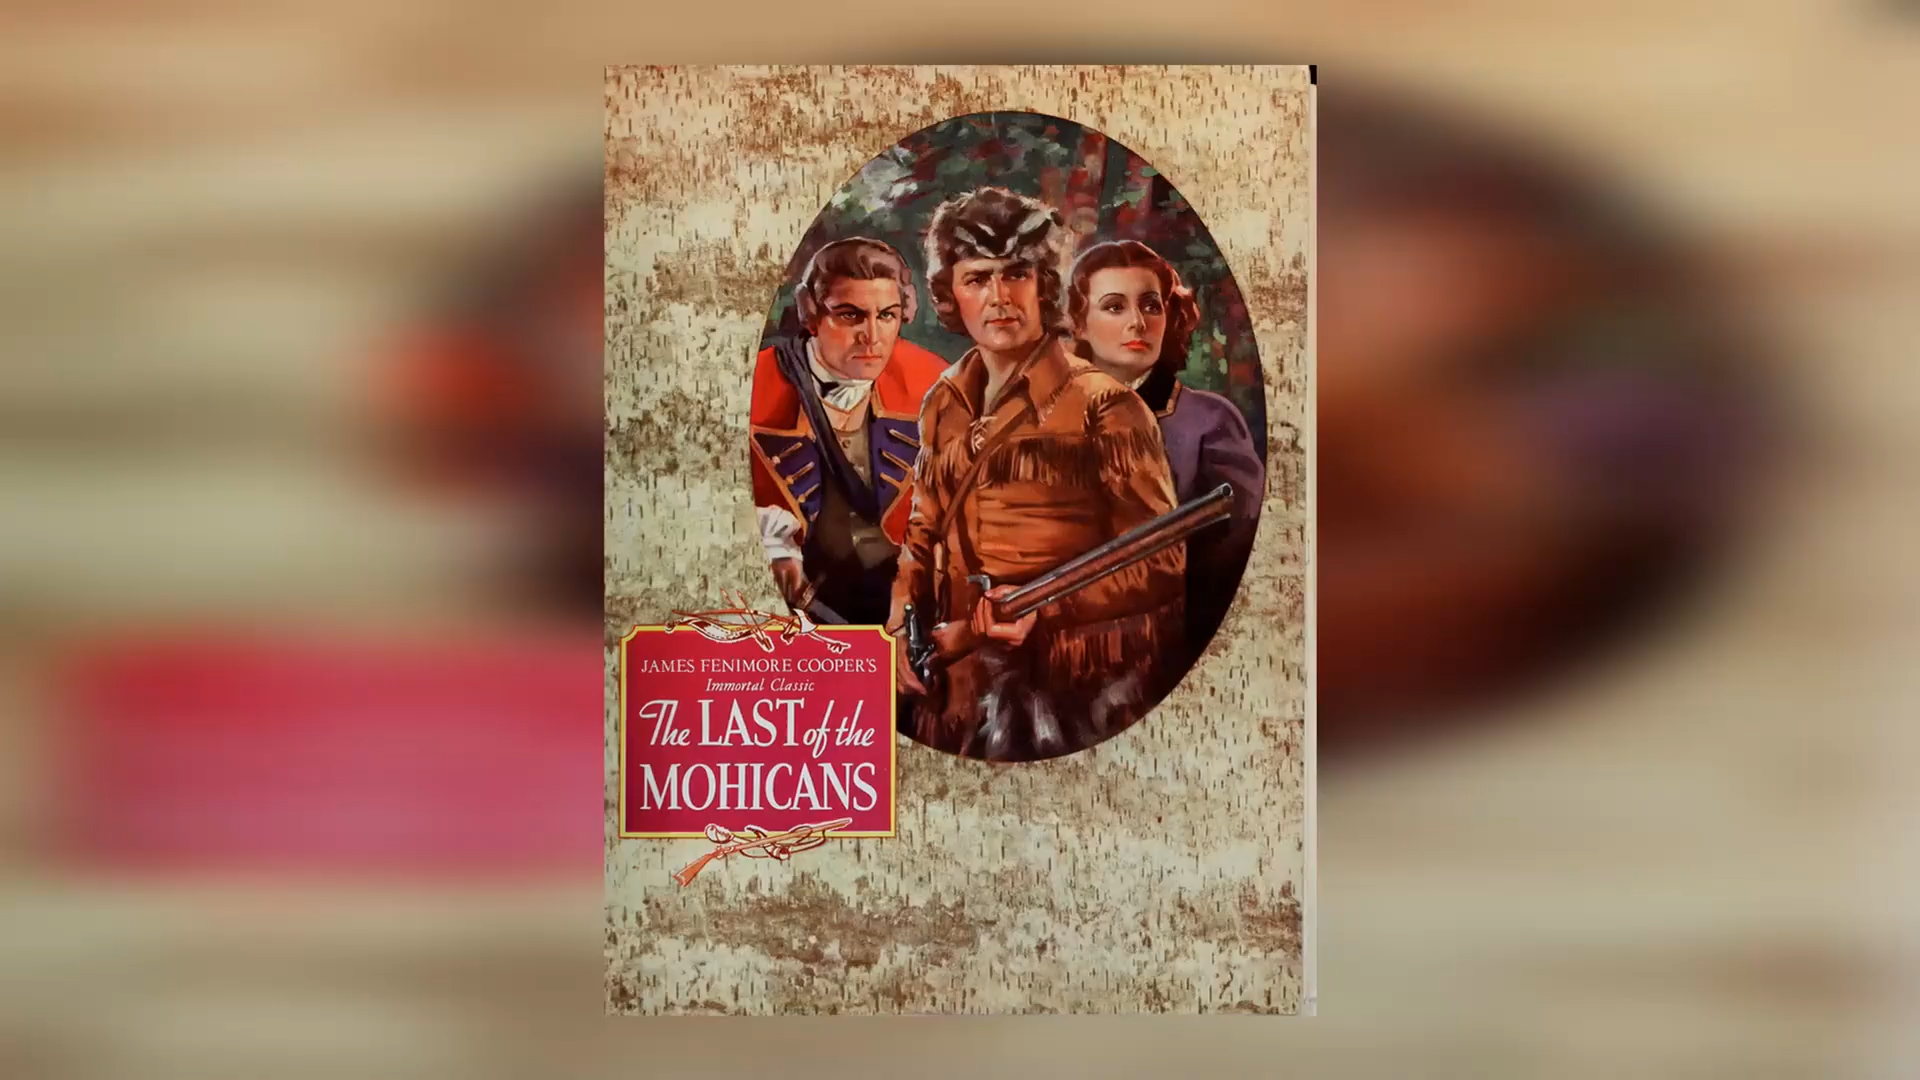 JAMES FENIMORE COOPER'S
Immortal Classic
The LAST of the
MOHICANS